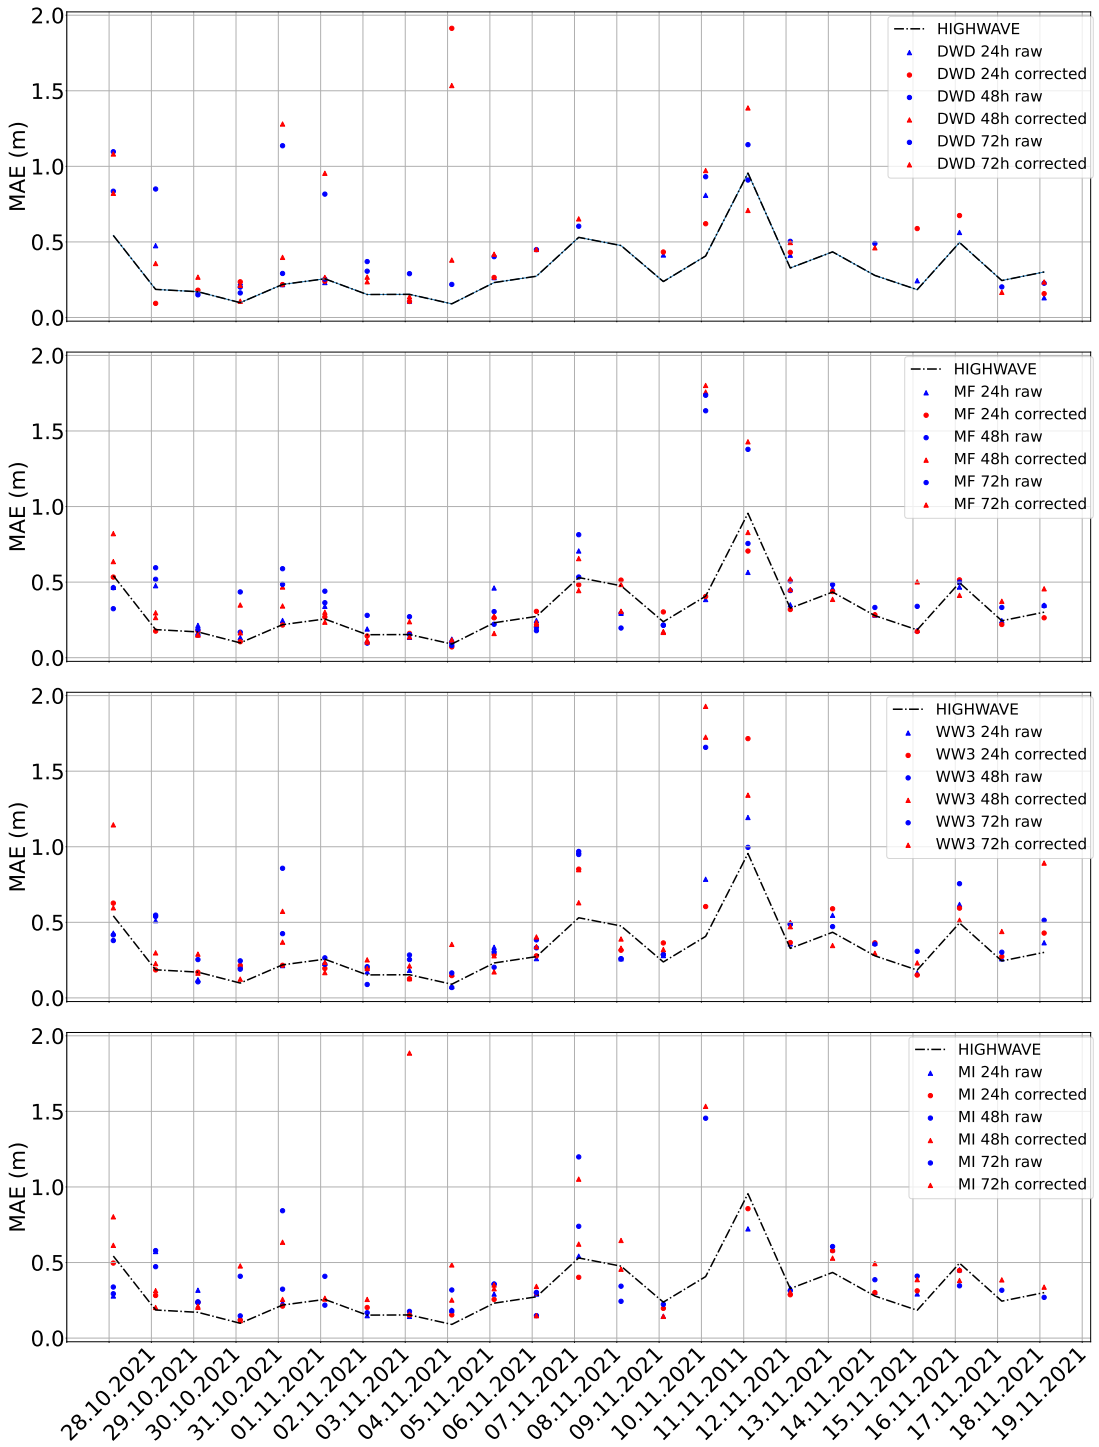 2.0
1.5
1.0
0.5
0.0
MAE (m)
HIGHWAVE
DWD 24h raw
DWD 24h corrected
DWD 48h raw
DWD 48h corrected
DWD 72h raw
DWD 72h corrected
2.0
1.5
1.0
0.5
0.0
MAE (m)
HIGHWAVE
MF 24h raw
MF 24h corrected
MF 48h raw
MF 48h corrected
MF 72h raw
MF 72h corrected
2.0
1.5
1.0
0.5
0.0
MAE (m)
HIGHWAVE
WW3 24h raw
WW3 24h corrected
WW3 48h raw
WW3 48h corrected
WW3 72h raw
WW3 72h corrected
2.0
1.5
1.0
0.5
0.0
MAE (m)
HIGHWAVE
MI 24h raw
MI 24h corrected
MI 48h raw
MI 48h corrected
MI 72h raw
MI 72h corrected
28.10.2021
29.10.2021
30.10.2021
31.10.2021
01.11.2021
02.11.2021
03.11.2021
04.11.2021
05.11.2021
06.11.2021
07.11.2021
08.11.2021
09.11.2021
10.11.2021
11.11.2011
12.11.2021
13.11.2021
14.11.2021
15.11.2021
16.11.2021
17.11.2021
18.11.2021
19.11.2021